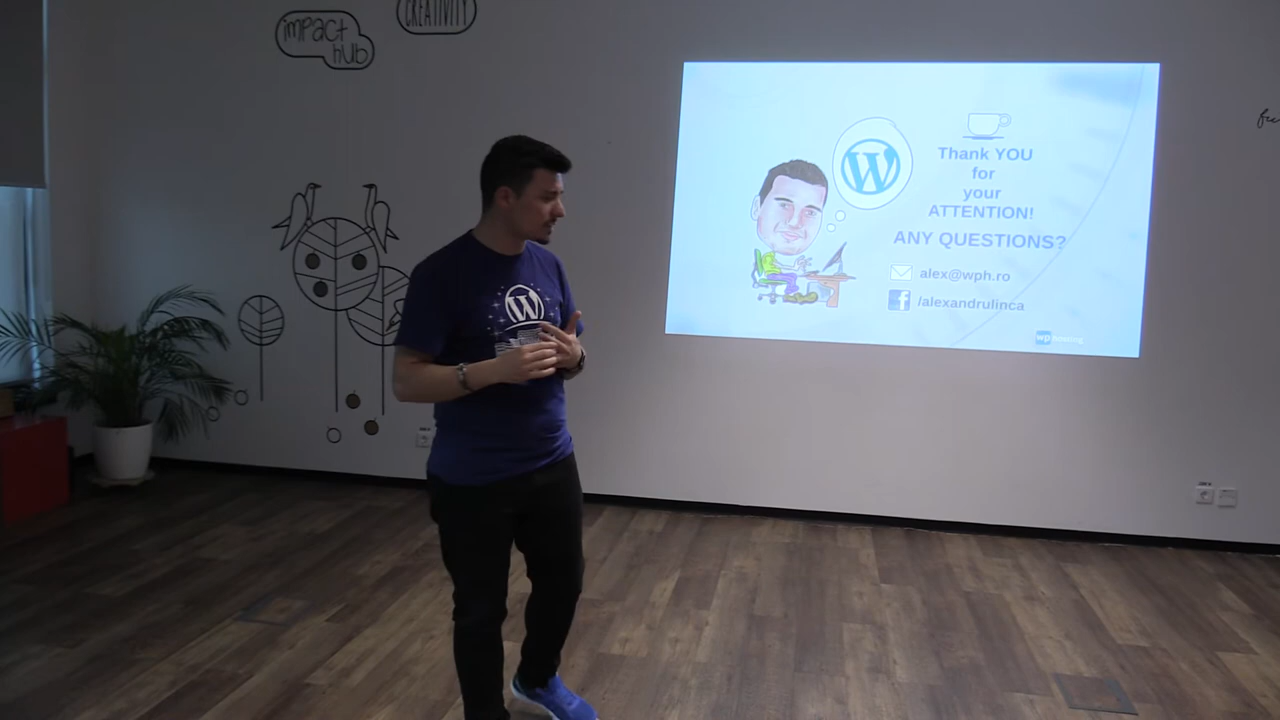 impact
hub
CREATIVITY
Thank YOU
for
your
ATTENTION!
ANY QUESTIONS?
alex@wph.ro
/alexandrulinca
wp hosting